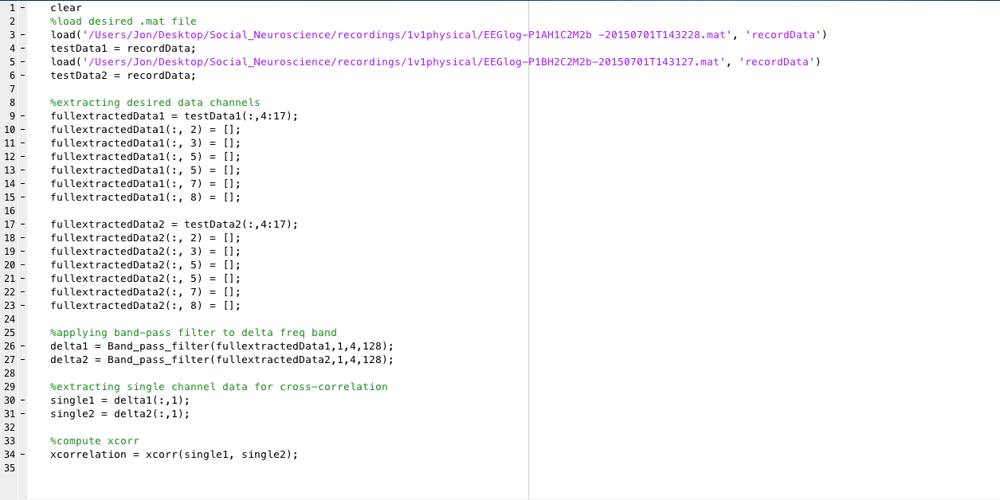 1 - clear
2 %load desired .mat file
3 - load('/Users/Jon/Desktop/Social_Neuroscience/recordings/1v1physical/EEGlog-P1AH1C2M2b -20150701T143228.mat', 'recordData')
4 - testData1 = recordData;
5 - load('/Users/Jon/Desktop/Social_Neuroscience/recordings/1v1physical/EEGlog-P1BH2C2M2b-20150701T143127.mat', 'recordData')
6 - testData2 = recordData;
7
8 %extracting desired data channels
9 - fullextractedData1 = testData1(:,4:17);
10 - fullextractedData1(:, 2) = [];
11 - fullextractedData1(:, 3) = [];
12 - fullextractedData1(:, 5) = [];
13 - fullextractedData1(:, 5) = [];
14 - fullextractedData1(:, 7) = [];
15 - fullextractedData1(:, 8) = [];
16
17 - fullextractedData2 = testData2(:,4:17);
18 - fullextractedData2(:, 2) = [];
19 - fullextractedData2(:, 3) = [];
20 - fullextractedData2(:, 5) = [];
21 - fullextractedData2(:, 5) = [];
22 - fullextractedData2(:, 7) = [];
23 - fullextractedData2(:, 8) = [];
24
25 %applying band-pass filter to delta freq band
26 - delta1 = Band_pass_filter(fullextractedData1,1,4,128);
27 - delta2 = Band_pass_filter(fullextractedData2,1,4,128);
28
29 %extracting single channel data for cross-correlation
30 - single1 = delta1(:,1);
31 - single2 = delta2(:,1);
32
33 %compute xcorr
34 - xcorrelation = xcorr(single1, single2);
35